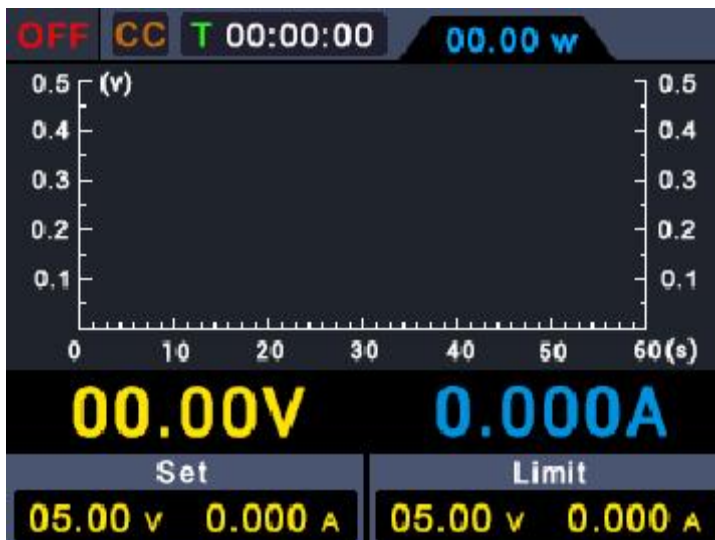 OFF CC T 00:00:00 00.00 w
0.5 (v) 0.5
0.4 0.4
0.3 0.3
0.2 0.2
0.1 0.1
0 10 20 30 40 50 60(s)
00.00V 0.000A
Set Limit
05.00 v 0.000 A 05.00 v 0.000 A